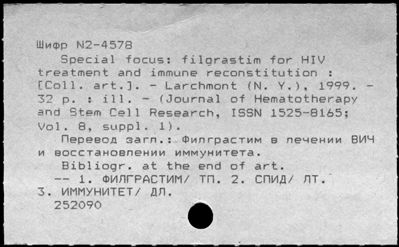 Шифр N2-4578
Special focus: filgrastim for HIV
treatment and immune reconstitution :
[Coll. art.]. - Larchmont (N. Y.), 1999. -
32 p. : ill. - (Journal of Hematotherapy
and Stem Cell Research, ISSN 1525-8165;
Vol. 8, suppl. 1).
Перевод загл.: Филграстим в лечении ВИЧ
и восстановлении иммунитета.
Bibliogr. at the end of art.
-- 1. ФИЛГРАСТИМ/ ТП. 2. СПИД/ ЛТ.
3. ИММУНИТЕТ/ ДЛ.
252090